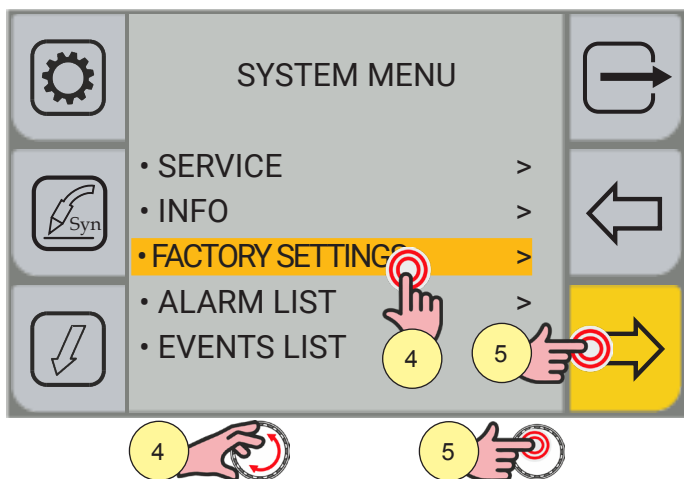 SYSTEM MENU
• SERVICE >
• INFO >
• FACTORY SETTINGS >
• ALARM LIST >
• EVENTS LIST
Syn
4
5
4
5